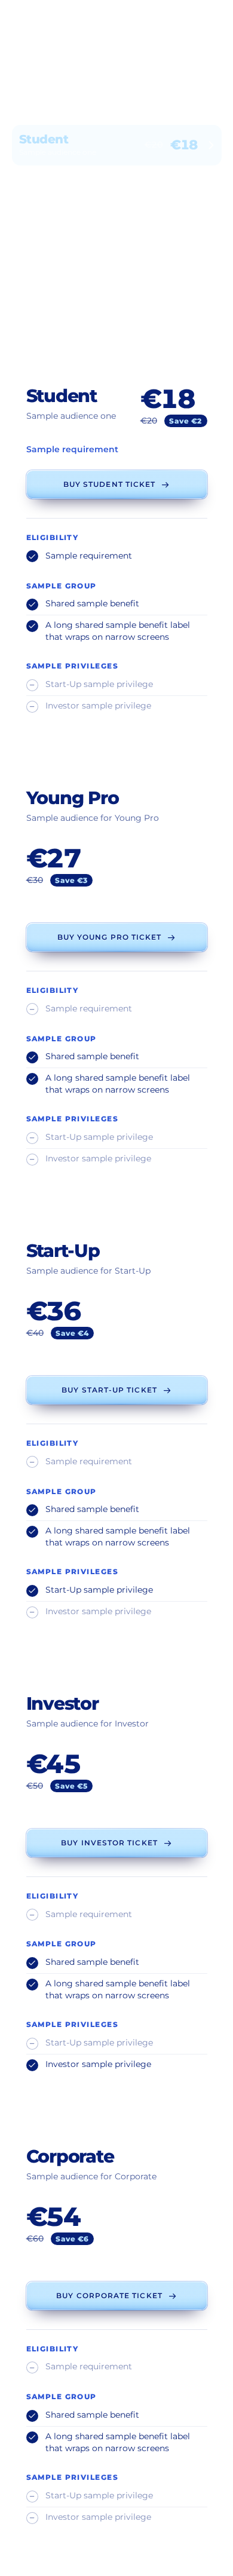 Student
€18
Student
€18
Sample audience one
€20 Save €2
Sample requirement
BUY STUDENT TICKET →
ELIGIBILITY
Sample requirement
SAMPLE GROUP
Shared sample benefit
A long shared sample benefit label
that wraps on narrow screens
SAMPLE PRIVILEGES
Start-Up sample privilege
Investor sample privilege
Young Pro
Sample audience for Young Pro
€27
€30 Save €3
BUY YOUNG PRO TICKET →
ELIGIBILITY
Sample requirement
SAMPLE GROUP
Shared sample benefit
A long shared sample benefit label
that wraps on narrow screens
SAMPLE PRIVILEGES
Start-Up sample privilege
Investor sample privilege
Start-Up
Sample audience for Start-Up
€36
€40 Save €4
BUY START-UP TICKET →
ELIGIBILITY
Sample requirement
SAMPLE GROUP
Shared sample benefit
A long shared sample benefit label
that wraps on narrow screens
SAMPLE PRIVILEGES
Start-Up sample privilege
Investor sample privilege
Investor
Sample audience for Investor
€45
€50 Save €5
BUY INVESTOR TICKET →
ELIGIBILITY
Sample requirement
SAMPLE GROUP
Shared sample benefit
A long shared sample benefit label
that wraps on narrow screens
SAMPLE PRIVILEGES
Start-Up sample privilege
Investor sample privilege
Corporate
Sample audience for Corporate
€54
€60 Save €6
BUY CORPORATE TICKET →
ELIGIBILITY
Sample requirement
SAMPLE GROUP
Shared sample benefit
A long shared sample benefit label
that wraps on narrow screens
SAMPLE PRIVILEGES
Start-Up sample privilege
Investor sample privilege